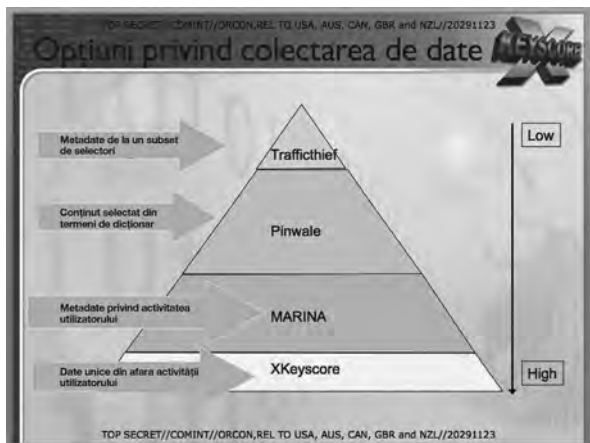 TOP SECRET//COMINT//ORCON,REL TO USA, AUS, CAN, GBR and NZL//20291123
Opțiuni privind colectarea de date
XKEYSCORE
Metadate de la un subset
de selectori
Trafficthief
Low
Conținut selectat din
termeni de dicționar
Pinwale
Metadate privind activitatea
utilizatorului
MARINA
Date unice din afara activității
utilizatorului
XKeyscore
High
TOP SECRET//COMINT//ORCON,REL TO USA, AUS, CAN, GBR and NZL//20291123